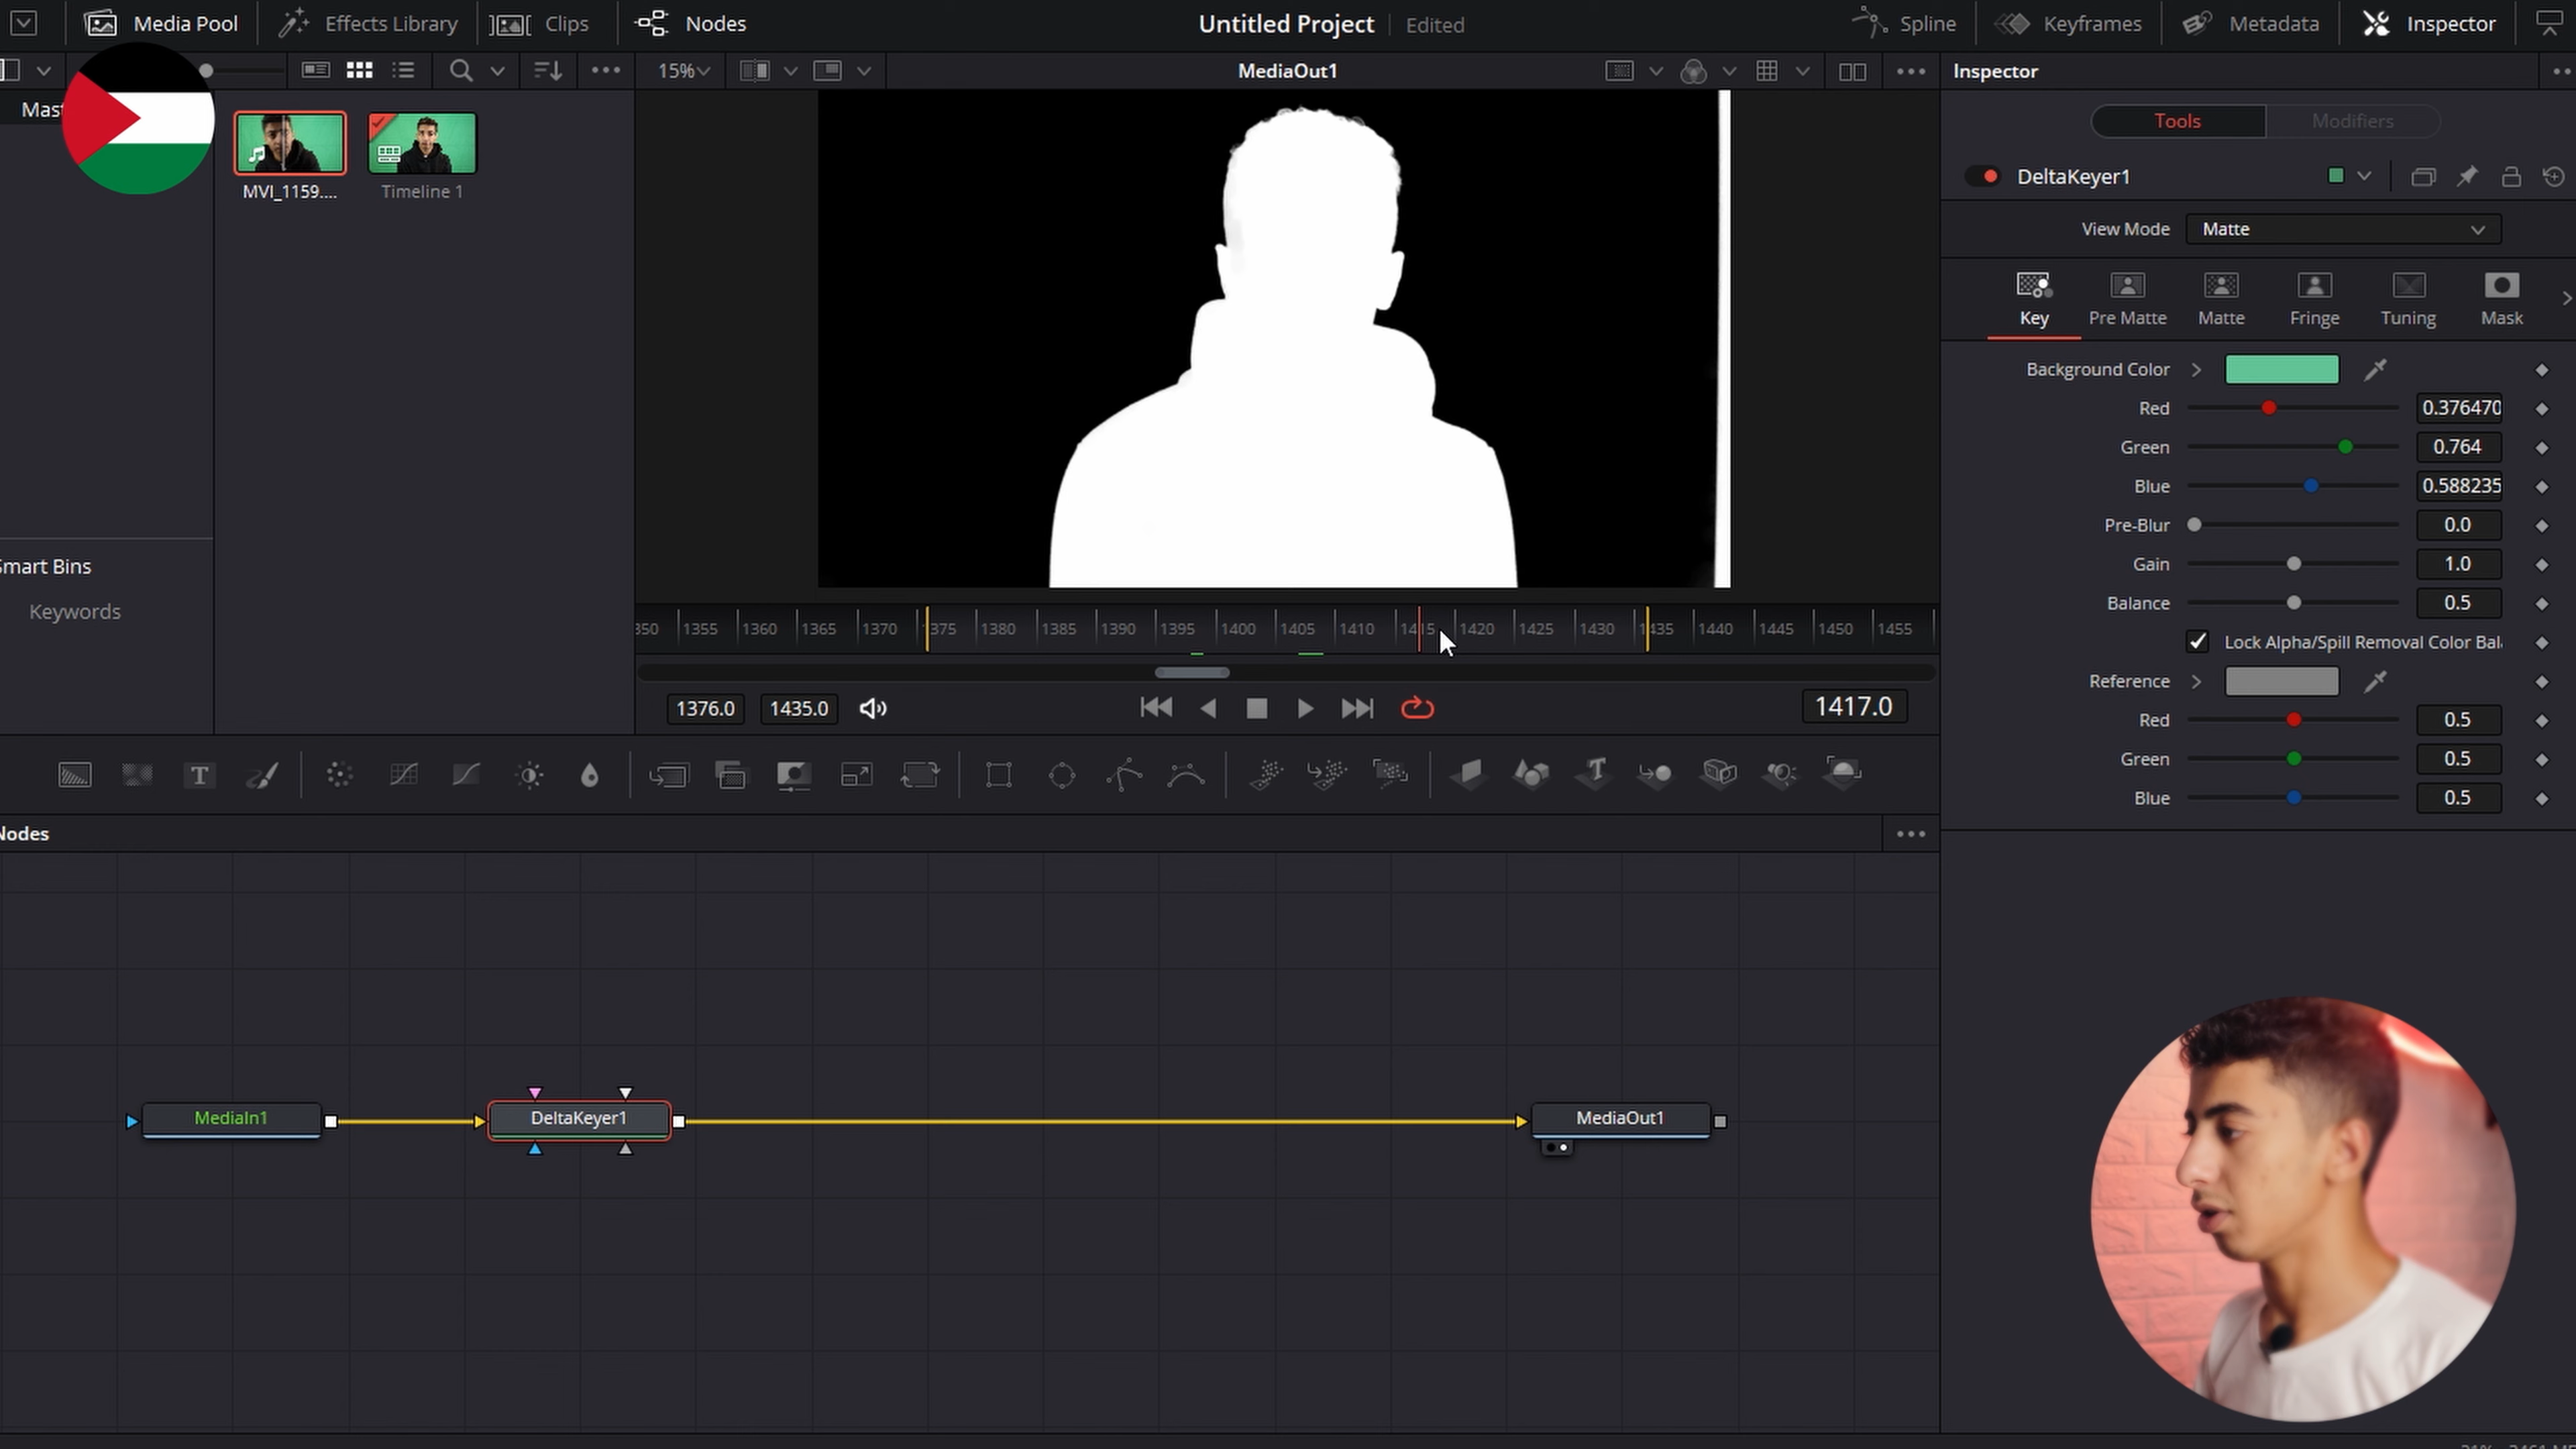 Media Pool
Effects Library
Clips
Nodes
Untitled Project
Edited
Spline
Keyframes
Metadata
Inspector
15%
MediaOut1
Inspector
Mast
MVI_1159....
Timeline 1
Tools
Modifiers
DeltaKeyer1
View Mode
Matte
Key
Pre Matte
Matte
Fringe
Tuning
Mask
Background Color
Red
0.376470
Green
0.764
Blue
0.588235
Pre-Blur
0.0
Gain
1.0
Balance
0.5
Lock Alpha/Spill Removal Color Bal
Reference
Red
0.5
Green
0.5
Blue
0.5
Smart Bins
Keywords
350 1355 1360 1365 1370 1375 1380 1385 1390 1395 1400 1405 1410 1415 1420 1425 1430 1435 1440 1445 1450 1455
1376.0
1435.0
1417.0
Nodes
MediaIn1
DeltaKeyer1
MediaOut1